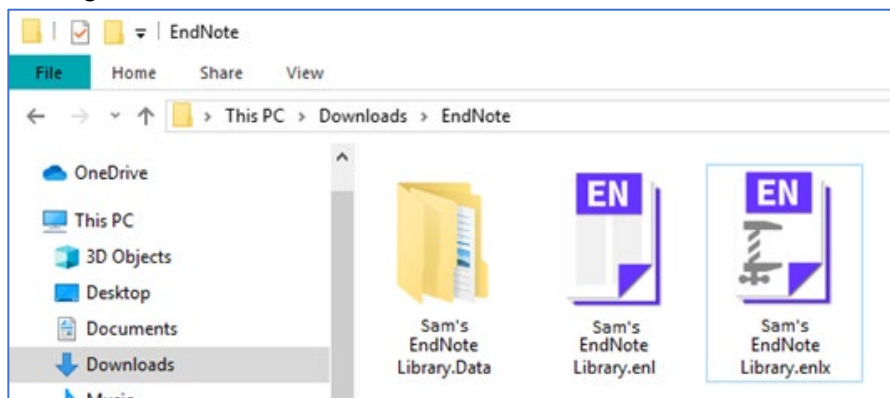 EndNote
File Home Share View
This PC > Downloads > EndNote
OneDrive
This PC
3D Objects
Desktop
Documents
Downloads
EN
EN
Sam's
EndNote
Library.Data
Sam's
EndNote
Library.enl
Sam's
EndNote
Library.enlx